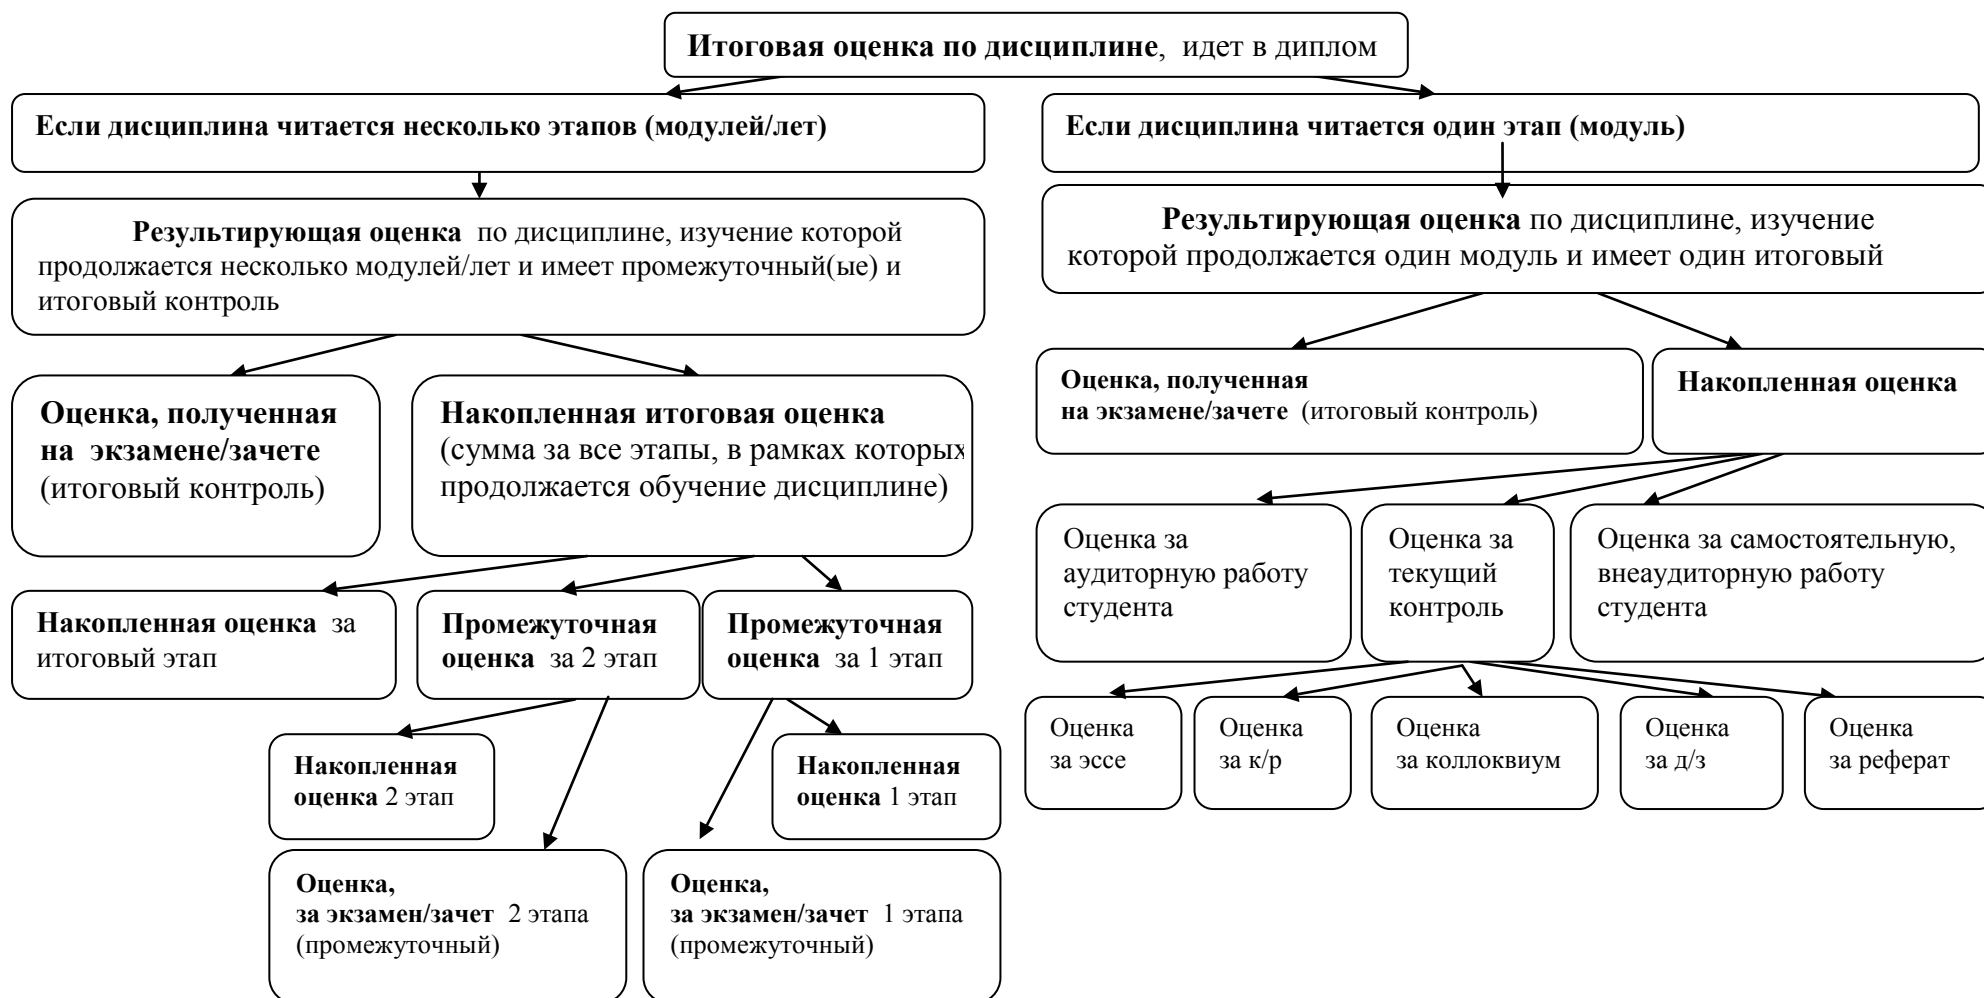 Итоговая оценка по дисциплине, идет в диплом
Если дисциплина читается несколько этапов (модулей/лет)
Если дисциплина читается один этап (модуль)
Результирующая оценка по дисциплине, изучение которой
продолжается несколько модулей/лет и имеет промежуточный(ые) и
итоговый контроль
Результирующая оценка по дисциплине, изучение
которой продолжается один модуль и имеет один итоговый
Оценка, полученная
на экзамене/зачете
(итоговый контроль)
Накопленная итоговая оценка
(сумма за все этапы, в рамках которых
продолжается обучение дисциплине)
Оценка, полученная
на экзамене/зачете (итоговый контроль)
Накопленная оценка
Оценка за
аудиторную работу
студента
Оценка за
текущий
контроль
Оценка за самостоятельную,
внеаудиторную работу
студента
Накопленная оценка за
итоговый этап
Промежуточная
оценка за 2 этап
Промежуточная
оценка за 1 этап
Оценка
за эссе
Оценка
за к/р
Оценка
за коллоквиум
Оценка
за д/з
Оценка
за реферат
Накопленная
оценка 2 этап
Накопленная
оценка 1 этап
Оценка,
за экзамен/зачет 2 этапа
(промежуточный)
Оценка,
за экзамен/зачет 1 этапа
(промежуточный)